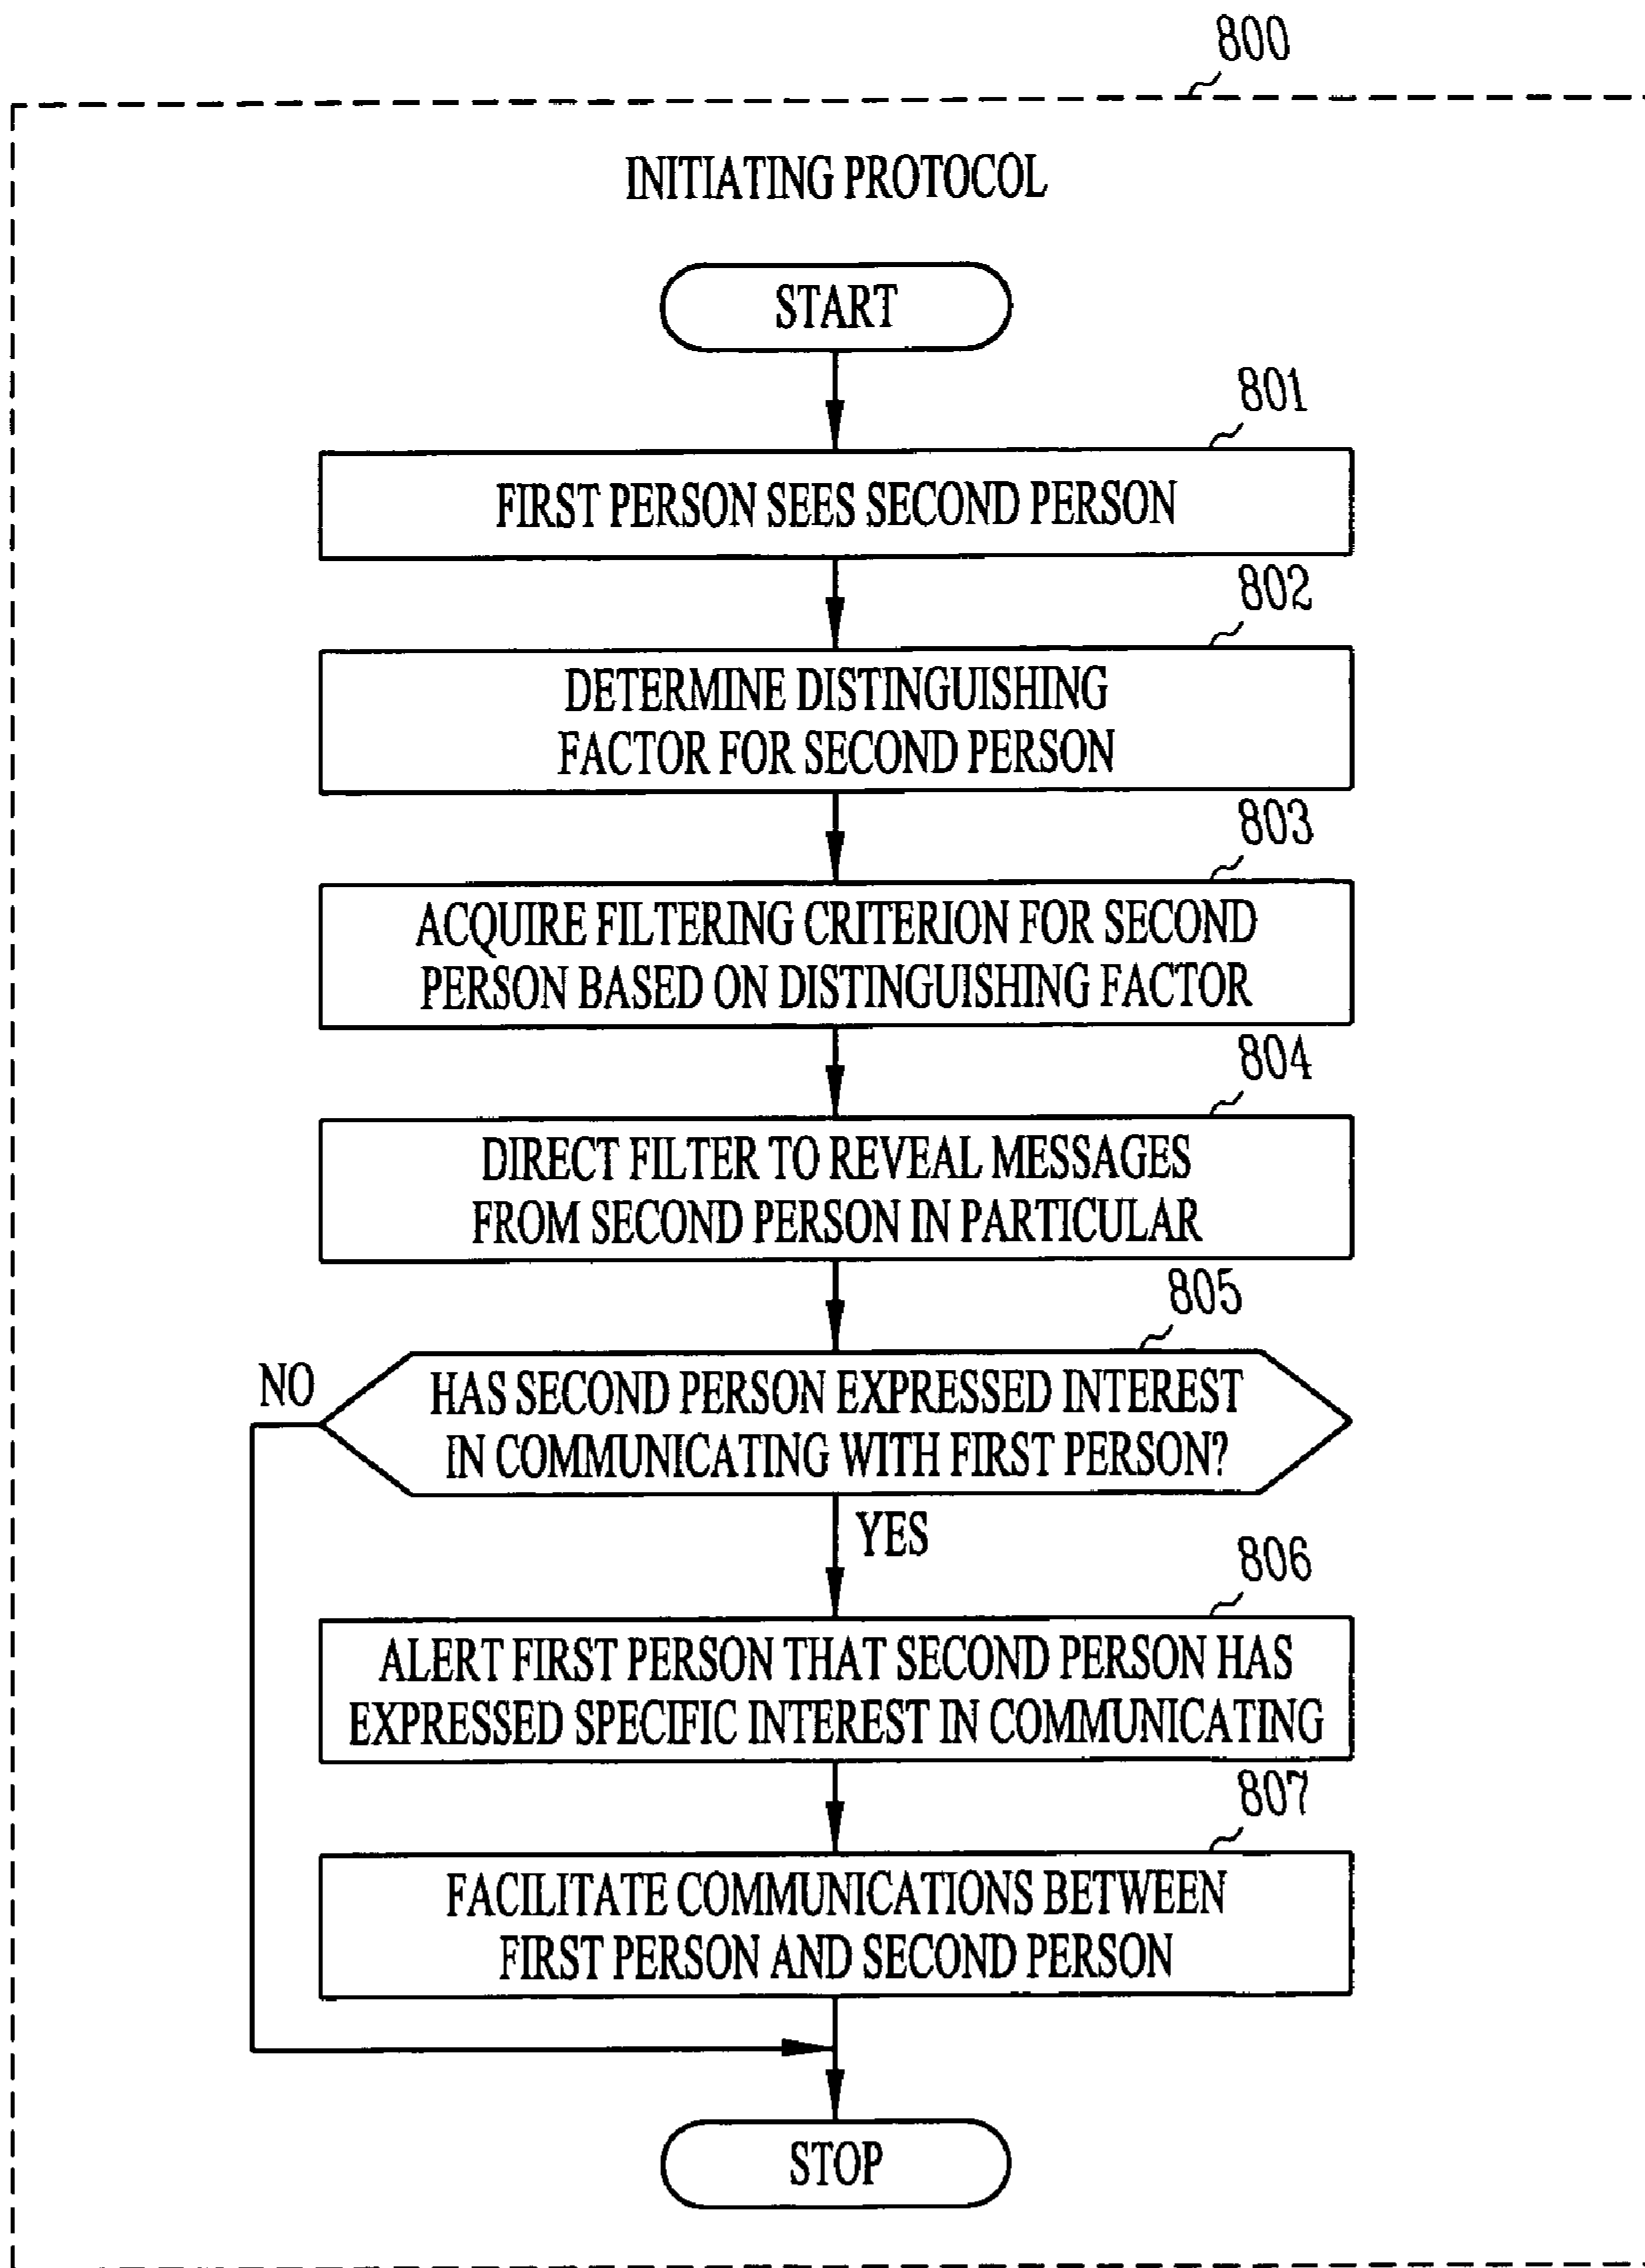 800
INITIATING PROTOCOL
START
801
FIRST PERSON SEES SECOND PERSON
802
DETERMINE DISTINGUISHING
FACTOR FOR SECOND PERSON
803
ACQUIRE FILTERING CRITERION FOR SECOND
PERSON BASED ON DISTINGUISHING FACTOR
804
DIRECT FILTER TO REVEAL MESSAGES
FROM SECOND PERSON IN PARTICULAR
805
NO
HAS SECOND PERSON EXPRESSED INTEREST
IN COMMUNICATING WITH FIRST PERSON?
YES
806
ALERT FIRST PERSON THAT SECOND PERSON HAS
EXPRESSED SPECIFIC INTEREST IN COMMUNICATING
807
FACILITATE COMMUNICATIONS BETWEEN
FIRST PERSON AND SECOND PERSON
STOP